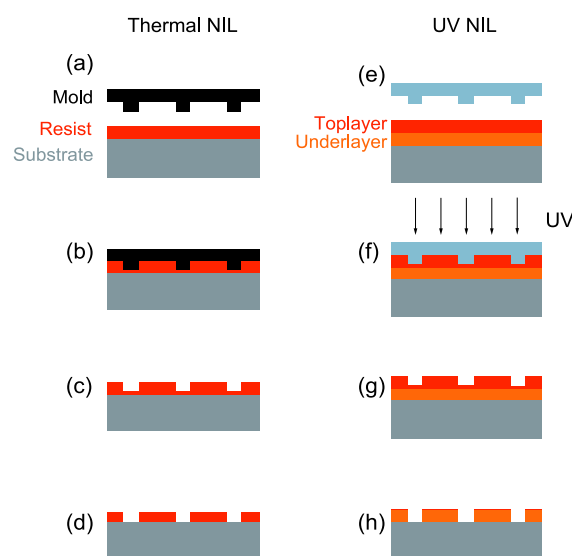 Thermal NIL
UV NIL
(a)
Mold
Resist
Substrate
(e)
Toplayer
Underlayer
UV
(b)
(f)
(c)
(g)
(d)
(h)